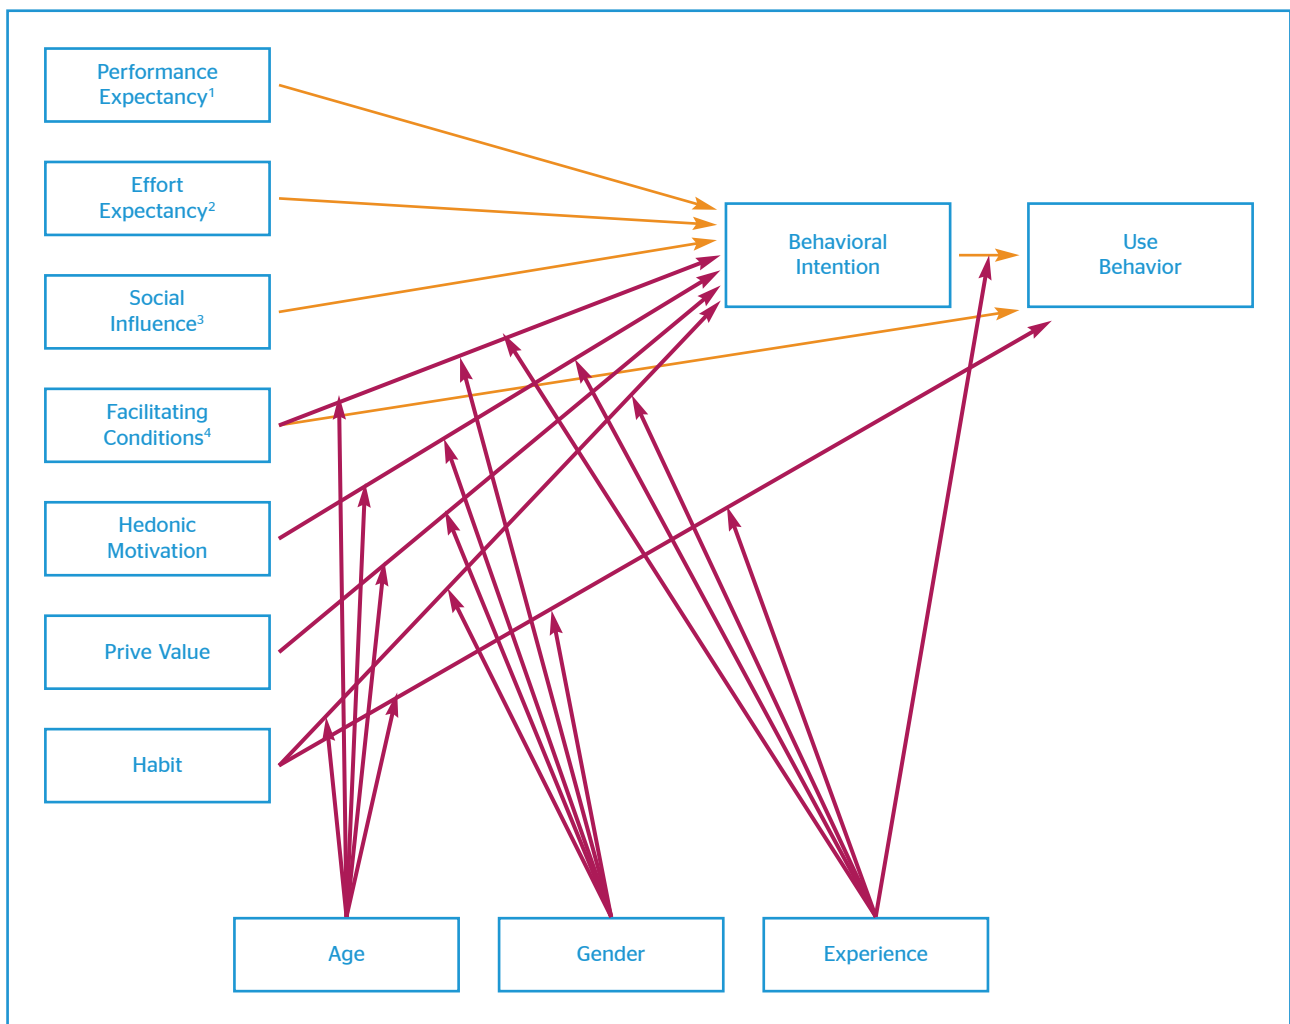 Performance
Expectancy¹
Effort
Expectancy²
Social
Influence³
Facilitating
Conditions⁴
Hedonic
Motivation
Prive Value
Habit
Behavioral
Intention
Use
Behavior
Age
Gender
Experience